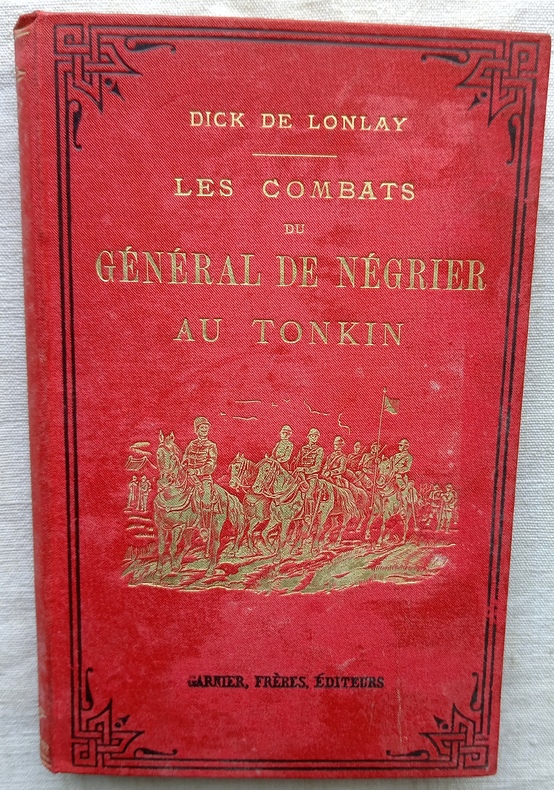 DICK DE LONLAY
LES COMBATS
DU
GÉNÉRAL DE NÉGRIER
AU TONKIN
GARNIER, FRÈRES, ÉDITEURS